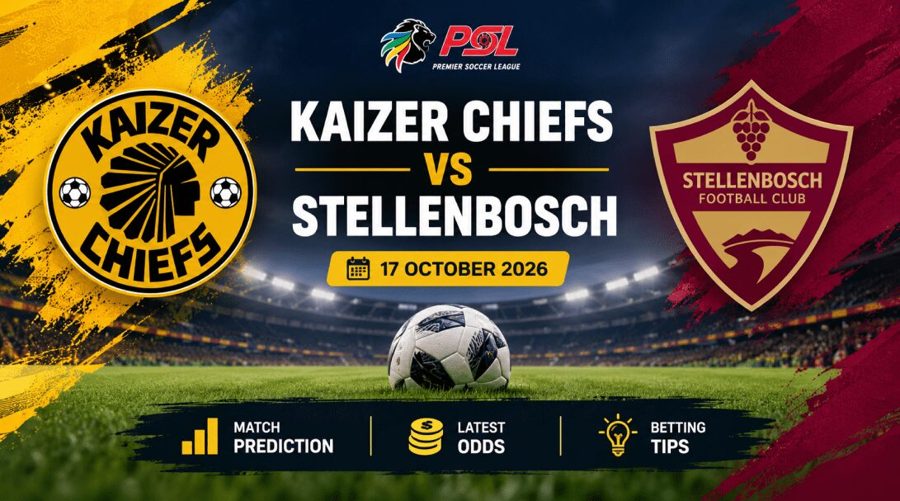 PSL
PREMIER SOCCER LEAGUE
KAIZER CHIEFS
VS
STELLENBOSCH
17 OCTOBER 2026
KAIZER
CHIEFS
STELLENBOSCH
FOOTBALL CLUB
MATCH
PREDICTION
$
LATEST
ODDS
BETTING
TIPS